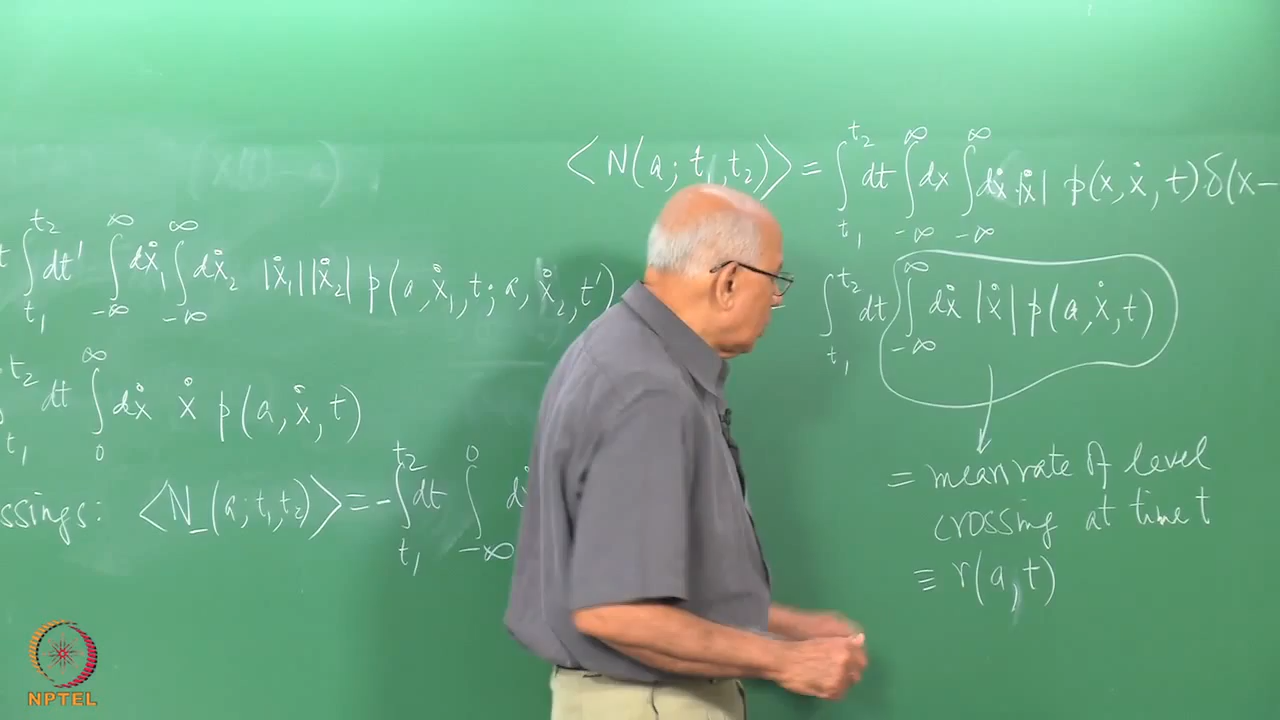 ⟨N(a; t₁, t₂)⟩ = ∫_{t₁}^{t₂} dt ∫_{-∞}^{∞} dx ∫_{-∞}^{∞} dẋ |ẋ| p(x, ẋ, t) δ(x−
∫_{t₁}^{t₂} dt ∫_{-∞}^{∞} dẋ |ẋ| p(a, ẋ, t)
= mean rate of level
crossing at time t
≡ r(a, t)
(x(t) − a)
t ∫_{t₁}^{t₂} dt′ ∫_{-∞}^{∞} dẋ₁ ∫_{-∞}^{∞} dẋ₂ |ẋ₁| |ẋ₂| p(a, ẋ₁, t; a, ẋ₂, t′)
∫_{t₁}^{t₂} dt ∫_{0}^{∞} dẋ ẋ p(a, ẋ, t)
ssings: ⟨N₋(a; t₁, t₂)⟩ = −∫_{t₁}^{t₂} dt ∫_{-∞}^{0} dẋ
NPTEL